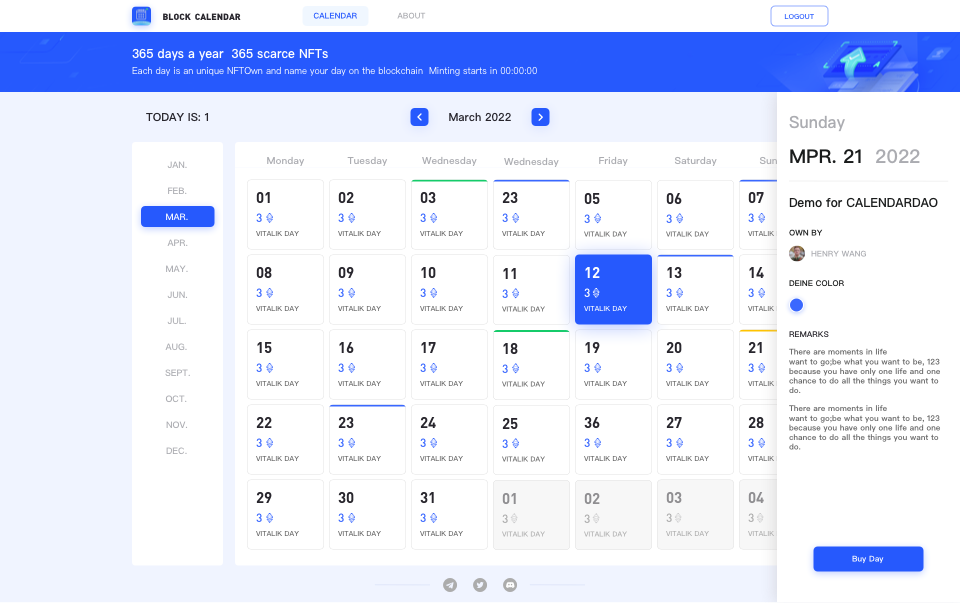 BLOCK CALENDAR
CALENDAR
ABOUT
LOGOUT
365 days a year 365 scarce NFTs
Each day is an unique NFTOwn and name your day on the blockchain Minting starts in 00:00:00
TODAY IS: 1
March 2022
JAN.
FEB.
MAR.
APR.
MAY.
JUN.
JUL.
AUG.
SEPT.
OCT.
NOV.
DEC.
Monday Tuesday Wednesday Wednesday Friday Saturday Sun
01 02 03 23 05 06 07
3 3 3 3 3 3 3
VITALIK DAY VITALIK DAY VITALIK DAY VITALIK DAY VITALIK DAY VITALIK DAY VITALIK DAY
08 09 10 11 12 13 14
3 3 3 3 3 3 3
VITALIK DAY VITALIK DAY VITALIK DAY VITALIK DAY VITALIK DAY VITALIK DAY VITALIK DAY
15 16 17 18 19 20 21
3 3 3 3 3 3 3
VITALIK DAY VITALIK DAY VITALIK DAY VITALIK DAY VITALIK DAY VITALIK DAY VITALIK DAY
22 23 24 25 36 27 28
3 3 3 3 3 3 3
VITALIK DAY VITALIK DAY VITALIK DAY VITALIK DAY VITALIK DAY VITALIK DAY VITALIK DAY
29 30 31 01 02 03 04
3 3 3 3 3 3 3
VITALIK DAY VITALIK DAY VITALIK DAY VITALIK DAY VITALIK DAY VITALIK DAY VITALIK DAY
Sunday
MPR. 21 2022
Demo for CALENDARDAO
OWN BY
HENRY WANG
DEINE COLOR
REMARKS
There are moments in life
want to go;be what you want to be, 123
because you have only one life and one
chance to do all the things you want to
do.
There are moments in life
want to go;be what you want to be, 123
because you have only one life and one
chance to do all the things you want to
do.
Buy Day